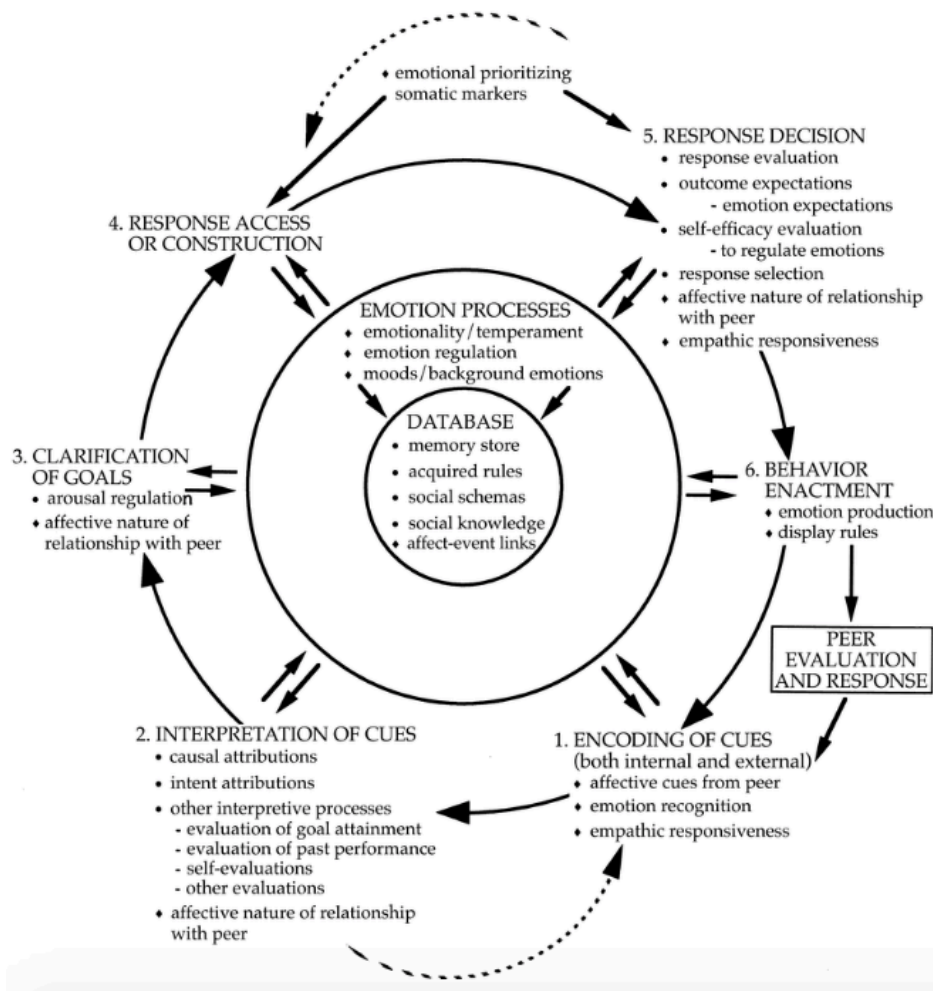 ♦ emotional prioritizing
somatic markers
5. RESPONSE DECISION
• response evaluation
• outcome expectations
- emotion expectations
• self-efficacy evaluation
- to regulate emotions
• response selection
♦ affective nature of relationship
with peer
♦ empathic responsiveness
4. RESPONSE ACCESS
OR CONSTRUCTION
EMOTION PROCESSES
♦ emotionality/temperament
♦ emotion regulation
♦ moods/background emotions
DATABASE
• memory store
• acquired rules
• social schemas
• social knowledge
♦ affect-event links
3. CLARIFICATION
OF GOALS
• arousal regulation
♦ affective nature of
relationship with peer
6. BEHAVIOR
ENACTMENT
♦ emotion production
♦ display rules
PEER
EVALUATION
AND RESPONSE
2. INTERPRETATION OF CUES
• causal attributions
• intent attributions
• other interpretive processes
- evaluation of goal attainment
- evaluation of past performance
- self-evaluations
- other evaluations
♦ affective nature of relationship
with peer
1. ENCODING OF CUES
(both internal and external)
♦ affective cues from peer
♦ emotion recognition
♦ empathic responsiveness